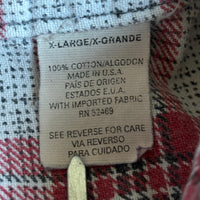 X-LARGE/X-GRANDE
100% COTTON/ALGODON
MADE IN U.S.A.
PAIS DE ORIGEN
ESTADOS E.U.A.
WITH IMPORTED FABRIC
RN 52469
SEE REVERSE FOR CARE
VIA REVERSO
PARA CUIDADO